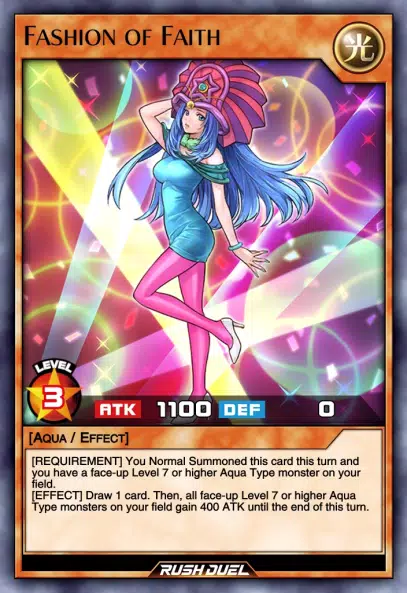 FASHION OF FAITH
光
LEVEL
3
ATK 1100 DEF 0
[AQUA / EFFECT]
[REQUIREMENT] You Normal Summoned this card this turn and
you have a face-up Level 7 or higher Aqua Type monster on your
field.
[EFFECT] Draw 1 card. Then, all face-up Level 7 or higher Aqua
Type monsters on your field gain 400 ATK until the end of this turn.
RUSH DUEL